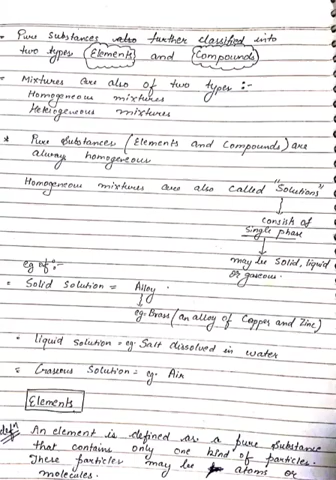 Pure substances also further classified into
two types Elements and Compounds
Mixtures are also of two types :-
Homogeneous mixtures
Heterogeneous mixtures
* Pure substances (Elements and Compounds) are
always homogeneous
Homogeneous mixtures are also called "Solutions"
consist of
single phase
may be solid, liquid
or gaseous.
eg of :-
Solid solution = Alloy
eg. Brass (an alloy of Copper and Zinc)
Liquid solution = eg. Salt dissolved in water
Gaseous Solution = eg. Air
Elements
defn An element is defined as a pure substance
that contains only one kind of particles.
These particles may be atoms or
molecules.